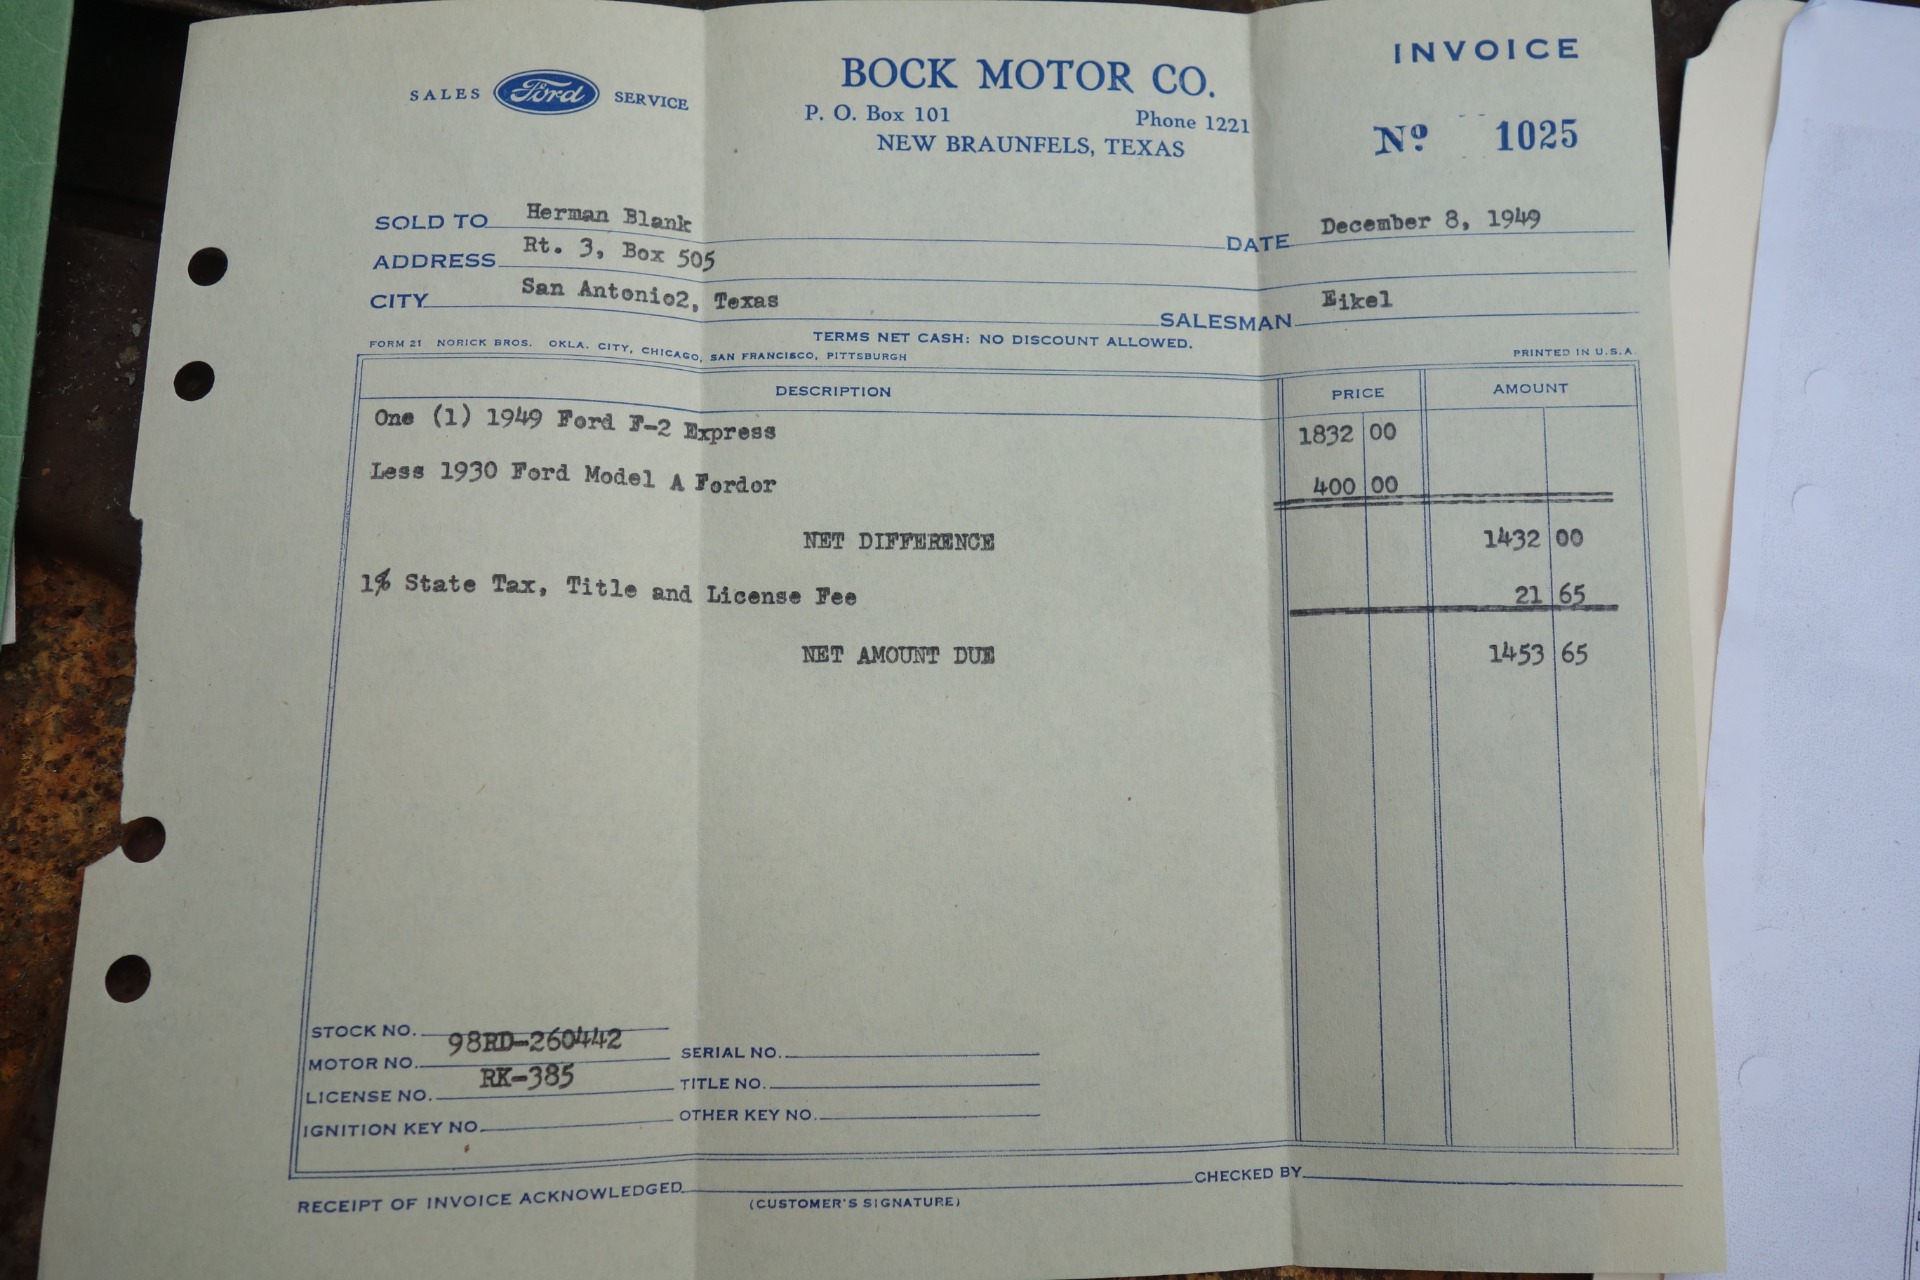 INVOICE
SALES Ford SERVICE
BOCK MOTOR CO.
P. O. Box 101 Phone 1221
NEW BRAUNFELS, TEXAS
Nº 1025
SOLD TO Herman Blank
DATE December 8, 1949
ADDRESS Rt. 3, Box 505
CITY San Antonio2, Texas
SALESMAN Eikel
TERMS NET CASH: NO DISCOUNT ALLOWED.
FORM 21 NORICK BROS. OKLA. CITY, CHICAGO, SAN FRANCISCO, PITTSBURGH
PRINTED IN U.S.A.
DESCRIPTION PRICE AMOUNT
One (1) 1949 Ford F-2 Express 1832 00
Less 1930 Ford Model A Fordor 400 00
NET DIFFERENCE 1432 00
1% State Tax, Title and License Fee 21 65
NET AMOUNT DUE 1453 65
STOCK NO.
98RD-260442
MOTOR NO. SERIAL NO.
RK-385
LICENSE NO. TITLE NO.
IGNITION KEY NO. OTHER KEY NO.
RECEIPT OF INVOICE ACKNOWLEDGED CHECKED BY
(CUSTOMER'S SIGNATURE)